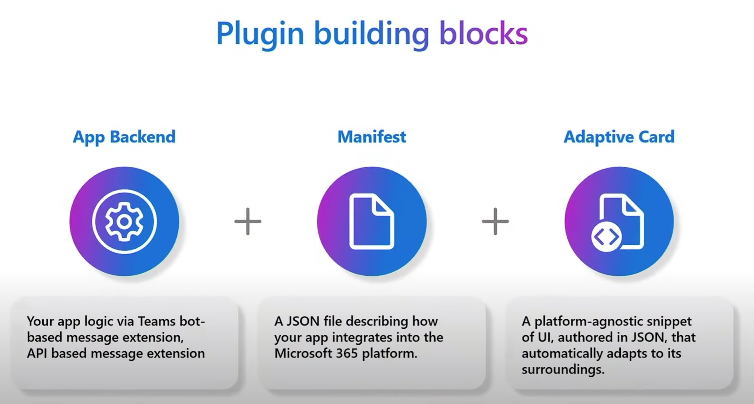 Plugin building blocks
App Backend
Manifest
Adaptive Card
Your app logic via Teams bot-
based message extension,
API based message extension
A JSON file describing how
your app integrates into the
Microsoft 365 platform.
A platform-agnostic snippet
of UI, authored in JSON, that
automatically adapts to its
surroundings.